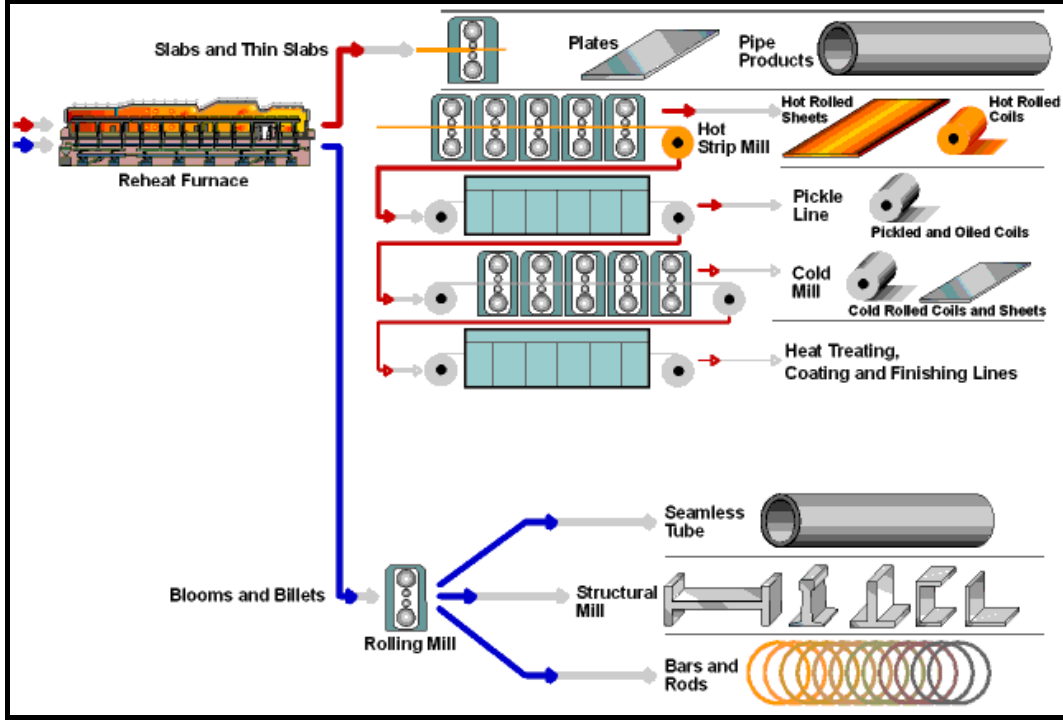 Slabs and Thin Slabs
Plates
Pipe
Products
Reheat Furnace
Hot
Strip Mill
Hot Rolled
Sheets
Hot Rolled
Coils
Pickle
Line
Pickled and Oiled Coils
Cold
Mill
Cold Rolled Coils and Sheets
Heat Treating,
Coating and Finishing Lines
Seamless
Tube
Blooms and Billets
Rolling Mill
Structural
Mill
Bars and
Rods